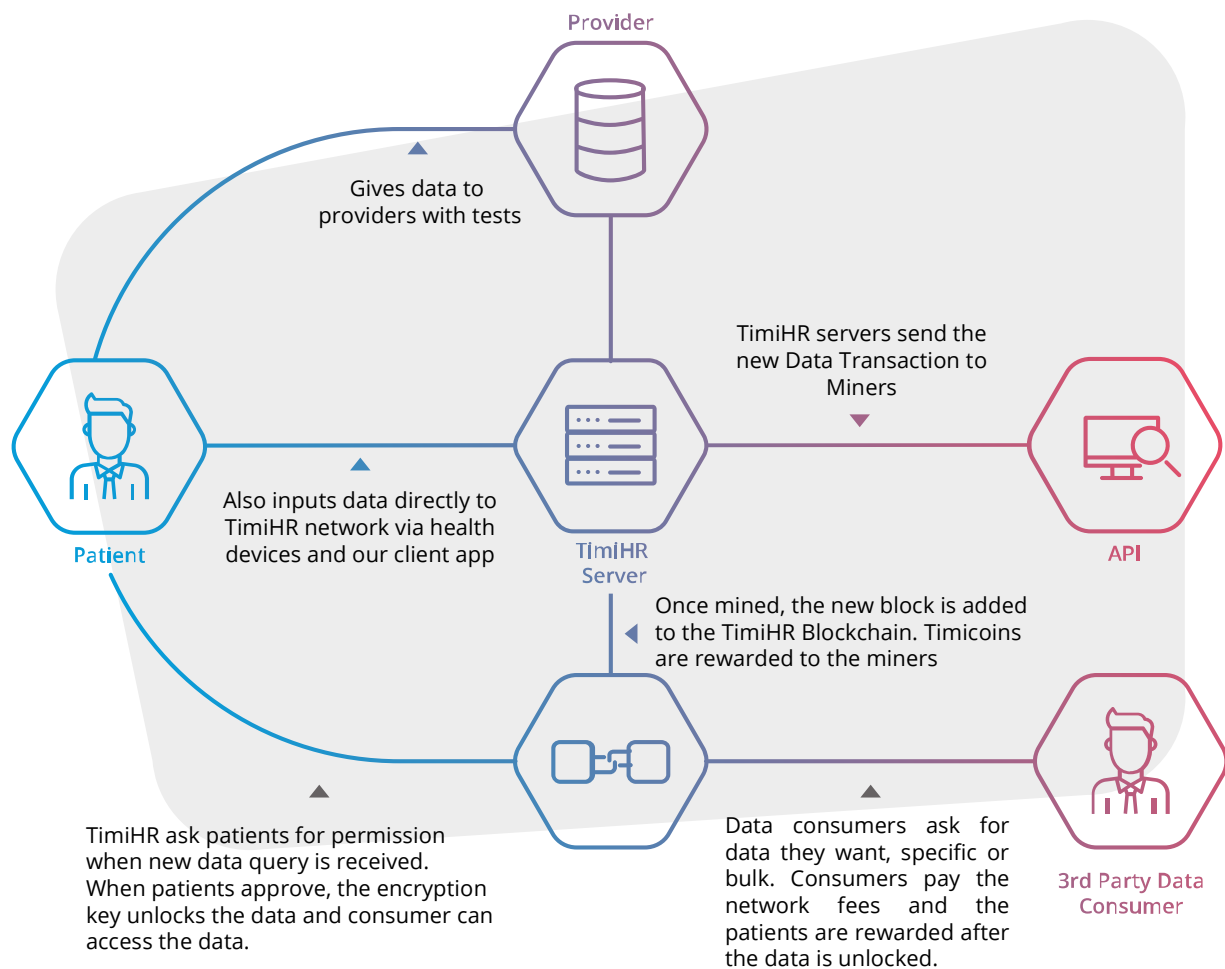 Provider
Gives data to
providers with tests
TimiHR servers send the
new Data Transaction to
Miners
Patient
Also inputs data directly to
TimiHR network via health
devices and our client app
TimiHR
Server
API
Once mined, the new block is added
to the TimiHR Blockchain. Timicoins
are rewarded to the miners
TimiHR ask patients for permission
when new data query is received.
When patients approve, the encryption
key unlocks the data and consumer can
access the data.
Data consumers ask for
data they want, specific or
bulk. Consumers pay the
network fees and the
patients are rewarded after
the data is unlocked.
3rd Party Data
Consumer